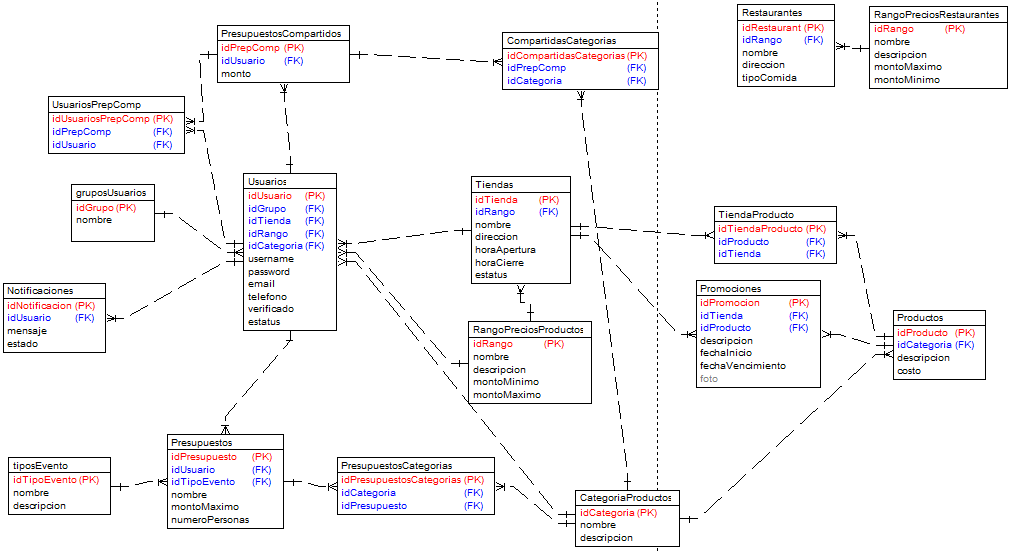 PresupuestosCompartidos
idPrepComp (PK)
idUsuario (FK)
monto
CompartidasCategorias
idCompartidasCategorias (PK)
idPrepComp (FK)
idCategoria (FK)
Restaurantes
idRestaurant (PK)
idRango (FK)
nombre
direccion
tipoComida
RangoPreciosRestaurantes
idRango (PK)
nombre
descripcion
montoMaximo
montoMinimo
UsuariosPrepComp
idUsuariosPrepComp (PK)
idPrepComp (FK)
idUsuario (FK)
gruposUsuarios
idGrupo (PK)
nombre
Usuarios
idUsuario (PK)
idGrupo (FK)
idTienda (FK)
idRango (FK)
idCategoria (FK)
username
password
email
telefono
verificado
estatus
Tiendas
idTienda (PK)
idRango (FK)
nombre
direccion
horaApertura
horaCierre
estatus
TiendaProducto
idTiendaProducto (PK)
idProducto (FK)
idTienda (FK)
Notificaciones
idNotificacion (PK)
idUsuario (FK)
mensaje
estado
RangoPreciosProductos
idRango (PK)
nombre
descripcion
montoMinimo
montoMaximo
Promociones
idPromocion (PK)
idTienda (FK)
idProducto (FK)
descripcion
fechaInicio
fechaVencimiento
foto
Productos
idProducto (PK)
idCategoria (FK)
descripcion
costo
tiposEvento
idTipoEvento (PK)
nombre
descripcion
Presupuestos
idPresupuesto (PK)
idUsuario (FK)
idTipoEvento (FK)
nombre
montoMaximo
numeroPersonas
PresupuestosCategorias
idPresupuestosCategorias (PK)
idCategoria (FK)
idPresupuesto (FK)
CategoriaProductos
idCategoria (PK)
nombre
descripcion